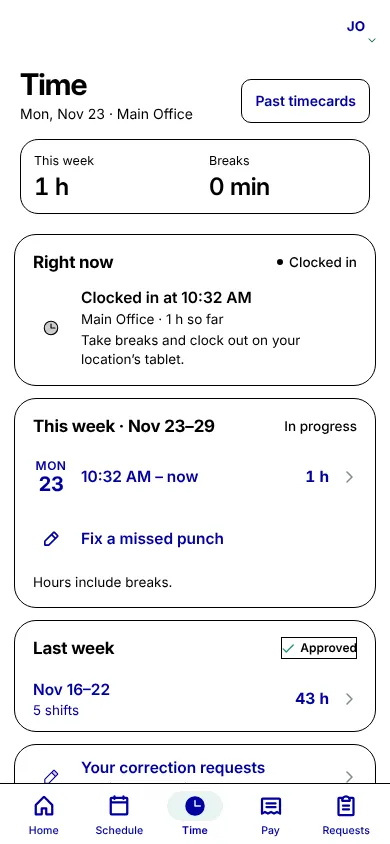 JO
Time
Past timecards
Mon, Nov 23 · Main Office
This week
Breaks
1 h
0 min
Right now
Clocked in
Clocked in at 10:32 AM
Main Office · 1 h so far
Take breaks and clock out on your
location’s tablet.
This week · Nov 23–29
In progress
MON
23
10:32 AM – now
1 h
Fix a missed punch
Hours include breaks.
Last week
Approved
Nov 16–22
5 shifts
43 h
Your correction requests
Home
Schedule
Time
Pay
Requests